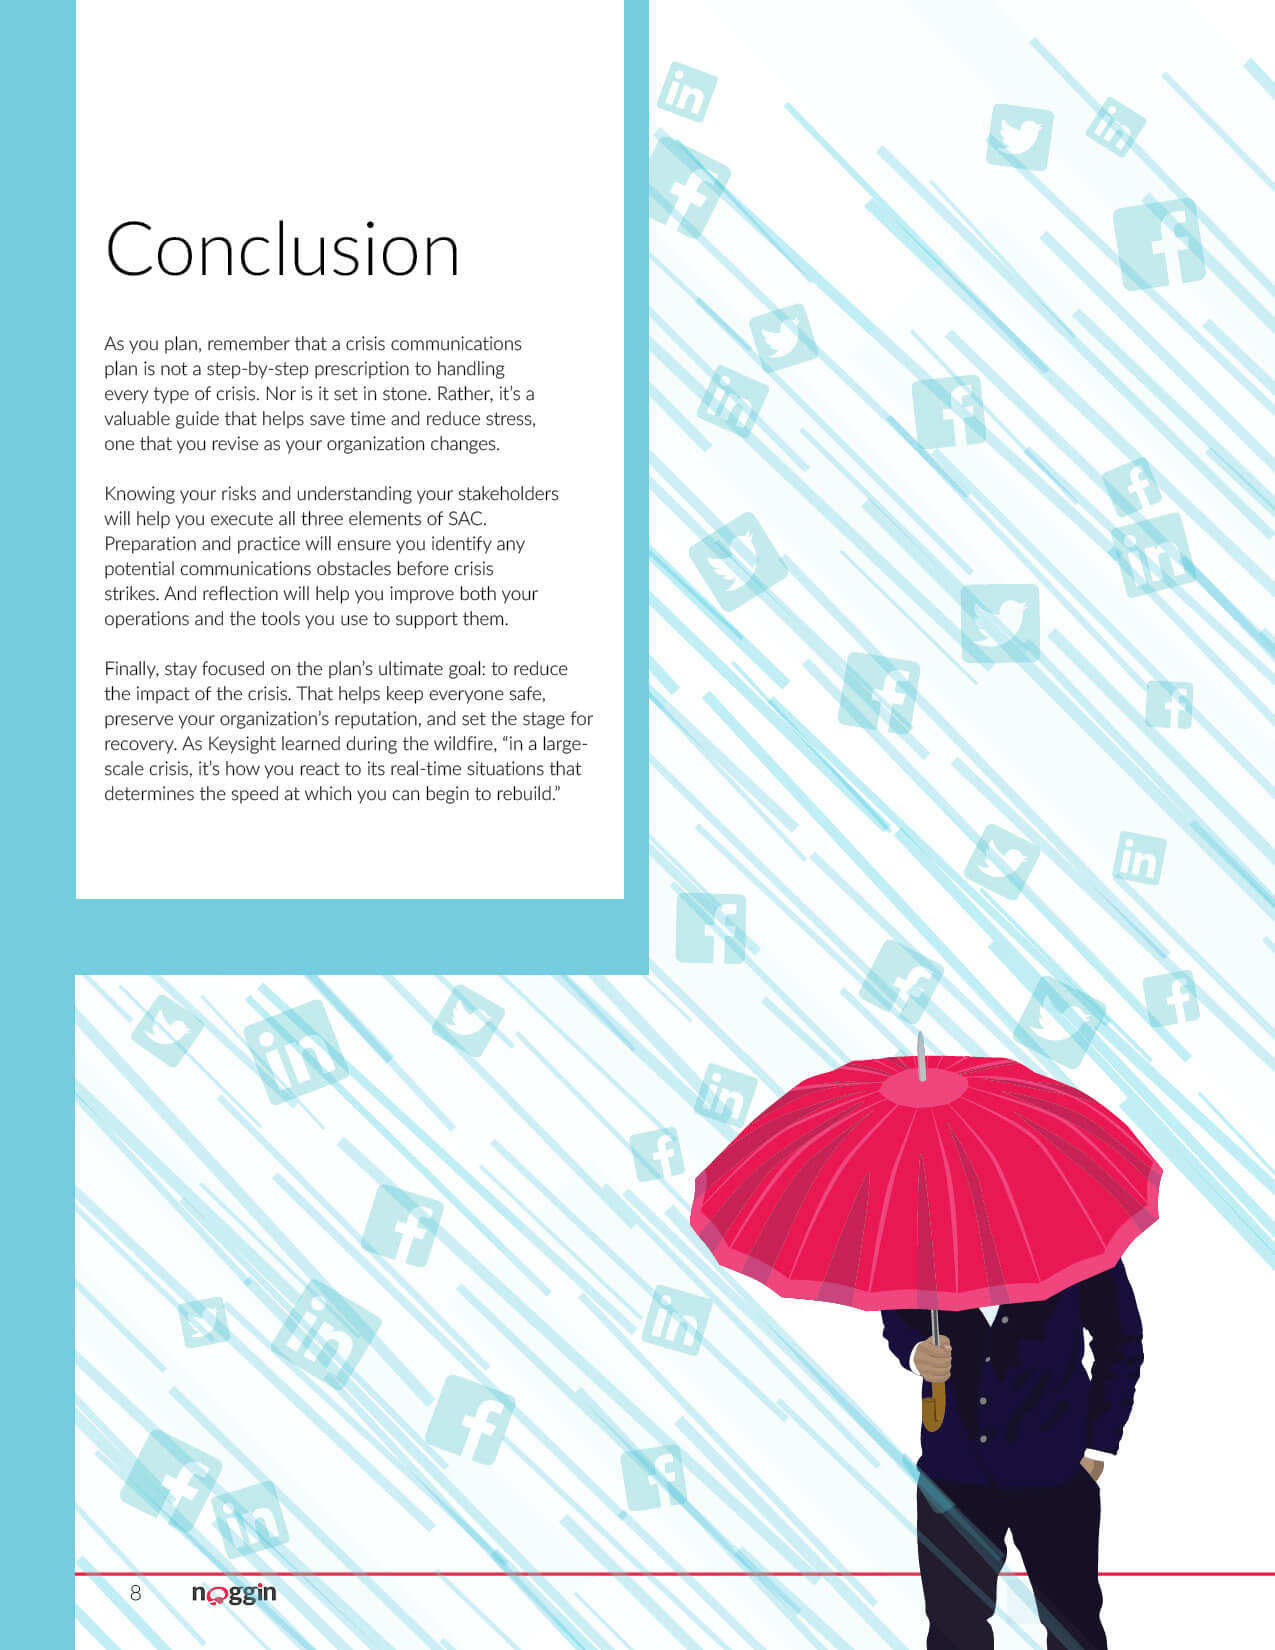 Conclusion
As you plan, remember that a crisis communications
plan is not a step-by-step prescription to handling
every type of crisis. Nor is it set in stone. Rather, it’s a
valuable guide that helps save time and reduce stress,
one that you revise as your organization changes.
Knowing your risks and understanding your stakeholders
will help you execute all three elements of SAC.
Preparation and practice will ensure you identify any
potential communications obstacles before crisis
strikes. And reflection will help you improve both your
operations and the tools you use to support them.
Finally, stay focused on the plan’s ultimate goal: to reduce
the impact of the crisis. That helps keep everyone safe,
preserve your organization’s reputation, and set the stage for
recovery. As Keysight learned during the wildfire, “in a large-
scale crisis, it’s how you react to its real-time situations that
determines the speed at which you can begin to rebuild.”
8 noggin